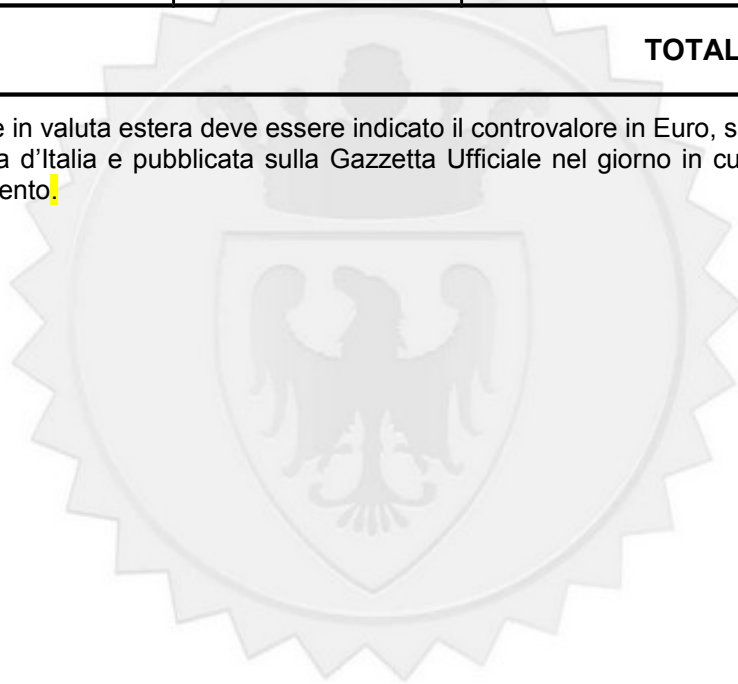 TOTAL
e in valuta estera deve essere indicato il controvalore in Euro, s
a d'Italia e pubblicata sulla Gazzetta Ufficiale nel giorno in cu
ento.